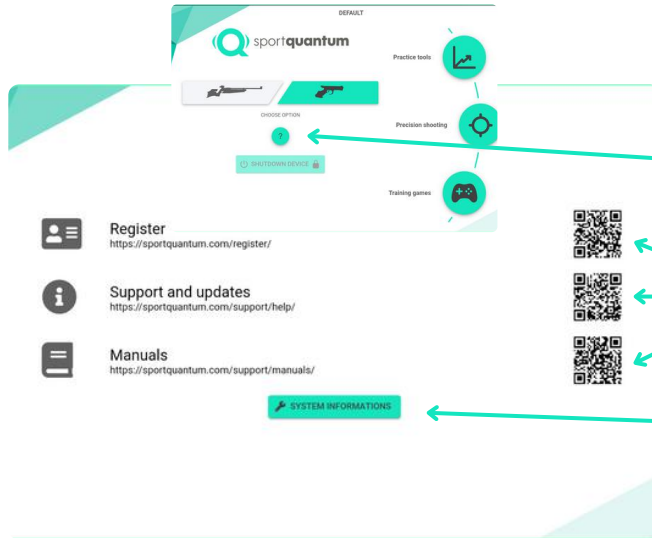 DEFAULT
sportquantum
Practice tools
CHOOSE OPTION
Precision shooting
?
SHUTDOWN DEVICE
Training games
Register
https://sportquantum.com/register/
Support and updates
https://sportquantum.com/support/help/
Manuals
https://sportquantum.com/support/manuals/
SYSTEM INFORMATIONS